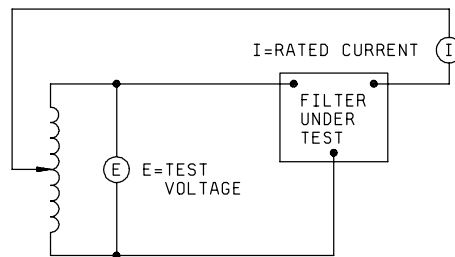 I=RATED CURRENT
I
FILTER
UNDER
TEST
E
E=TEST
VOLTAGE